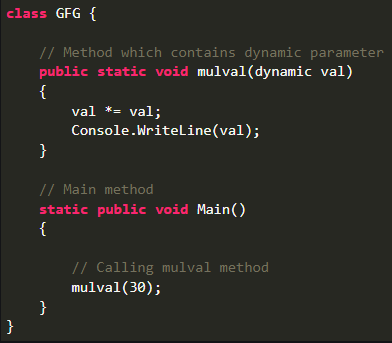 class GFG {
// Method which contains dynamic parameter
public static void mulval(dynamic val)
{
val *= val;
Console.WriteLine(val);
}
// Main method
static public void Main()
{
// Calling mulval method
mulval(30);
}
}